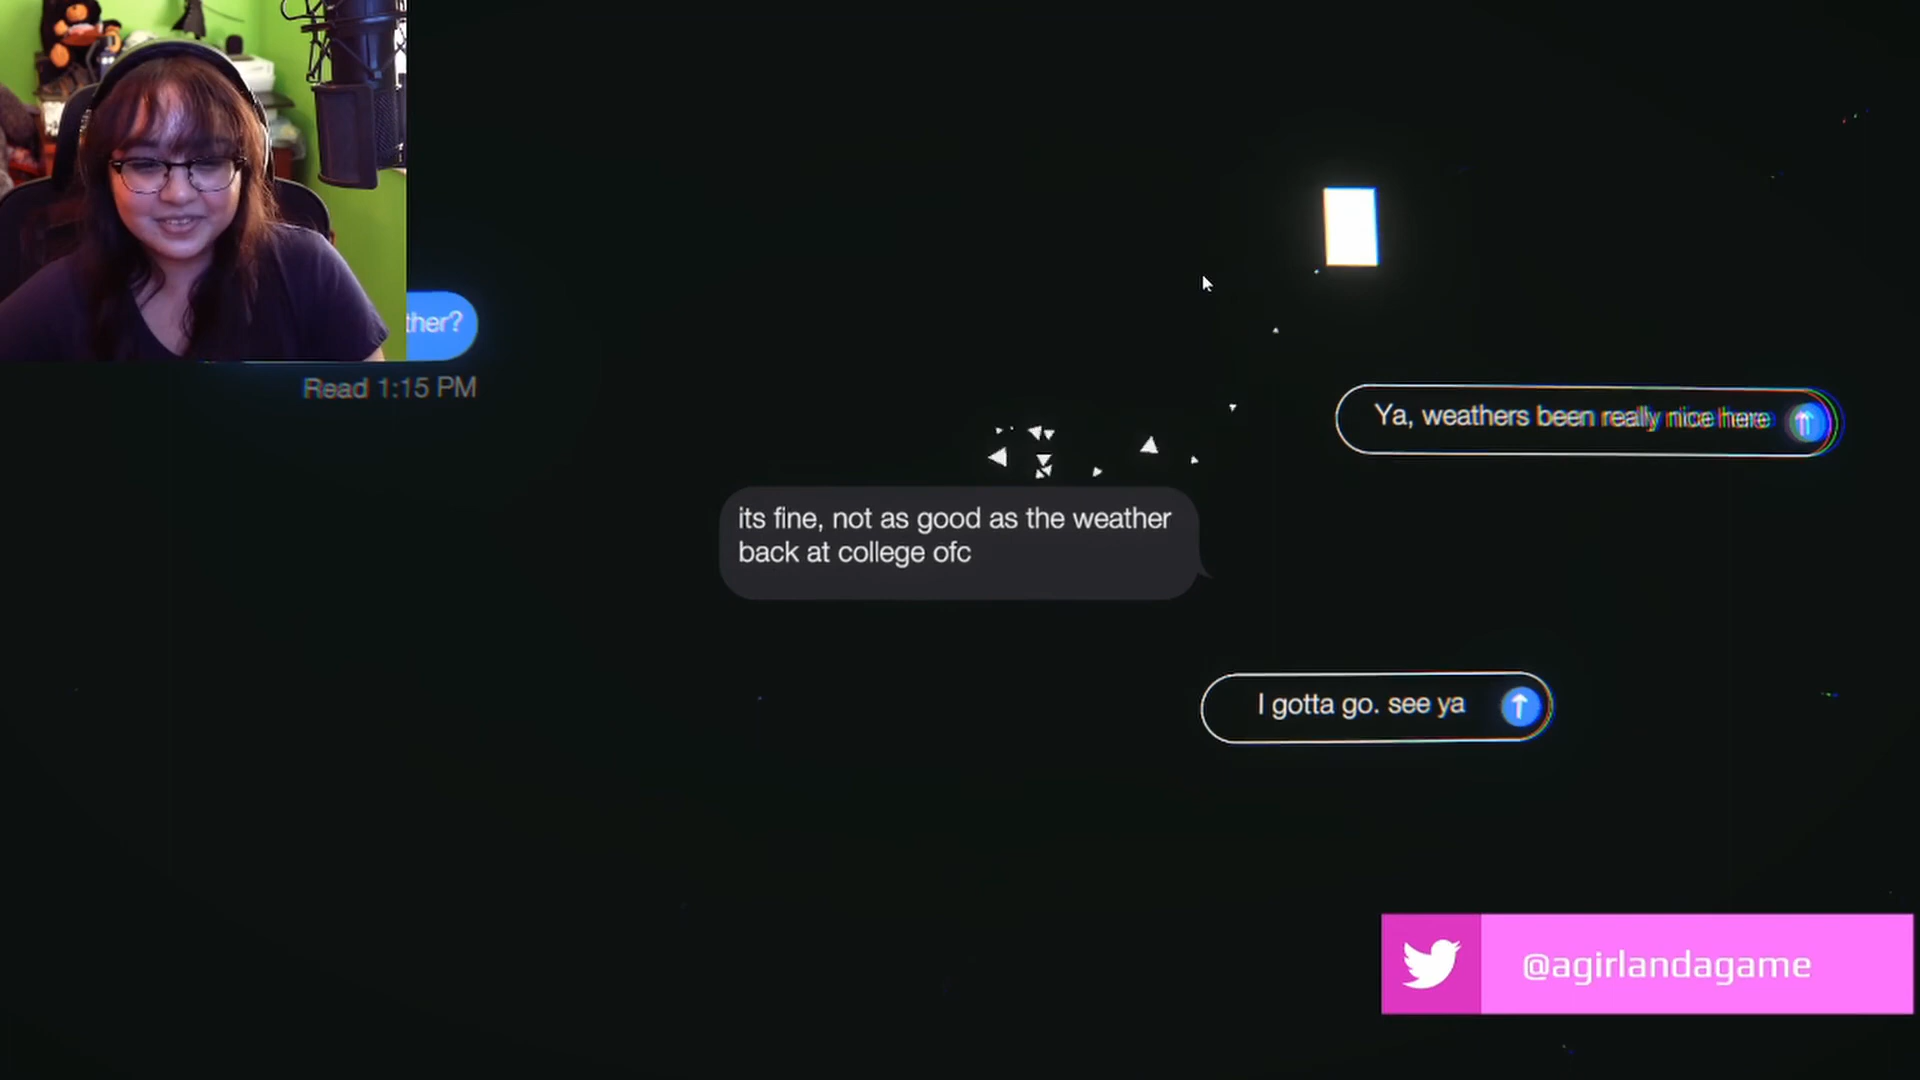 ther?
Read 1:15 PM
Ya, weathers been really nice here
its fine, not as good as the weather
back at college ofc
I gotta go. see ya
@agirlandagame